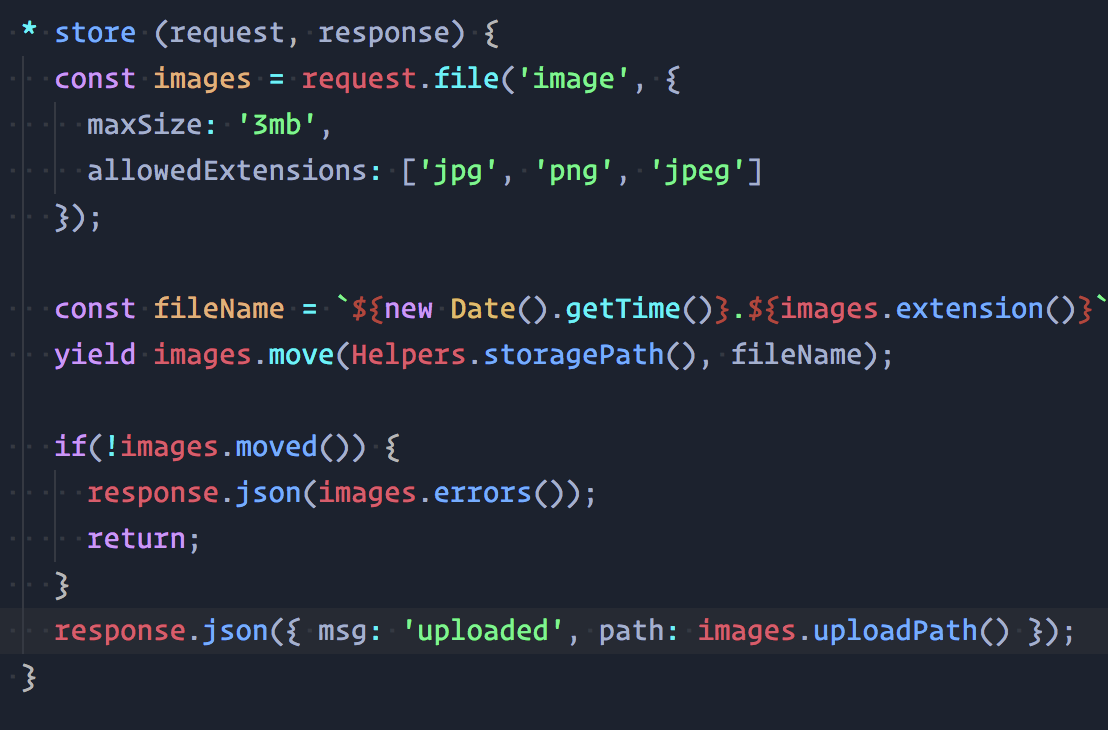 * store (request, response) {
const images = request.file('image', {
maxSize: '3mb',
allowedExtensions: ['jpg', 'png', 'jpeg']
});
const fileName = `${new Date().getTime()}.${images.extension()}`
yield images.move(Helpers.storagePath(), fileName);
if(!images.moved()) {
response.json(images.errors());
return;
}
response.json({ msg: 'uploaded', path: images.uploadPath() });
}